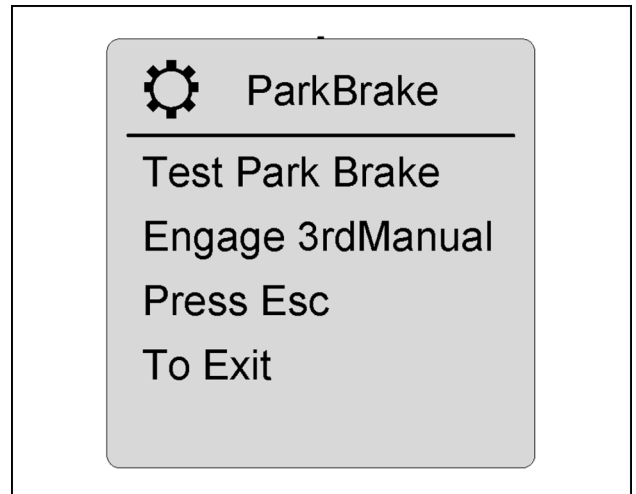 ParkBrake
Test Park Brake
Engage 3rdManual
Press Esc
To Exit